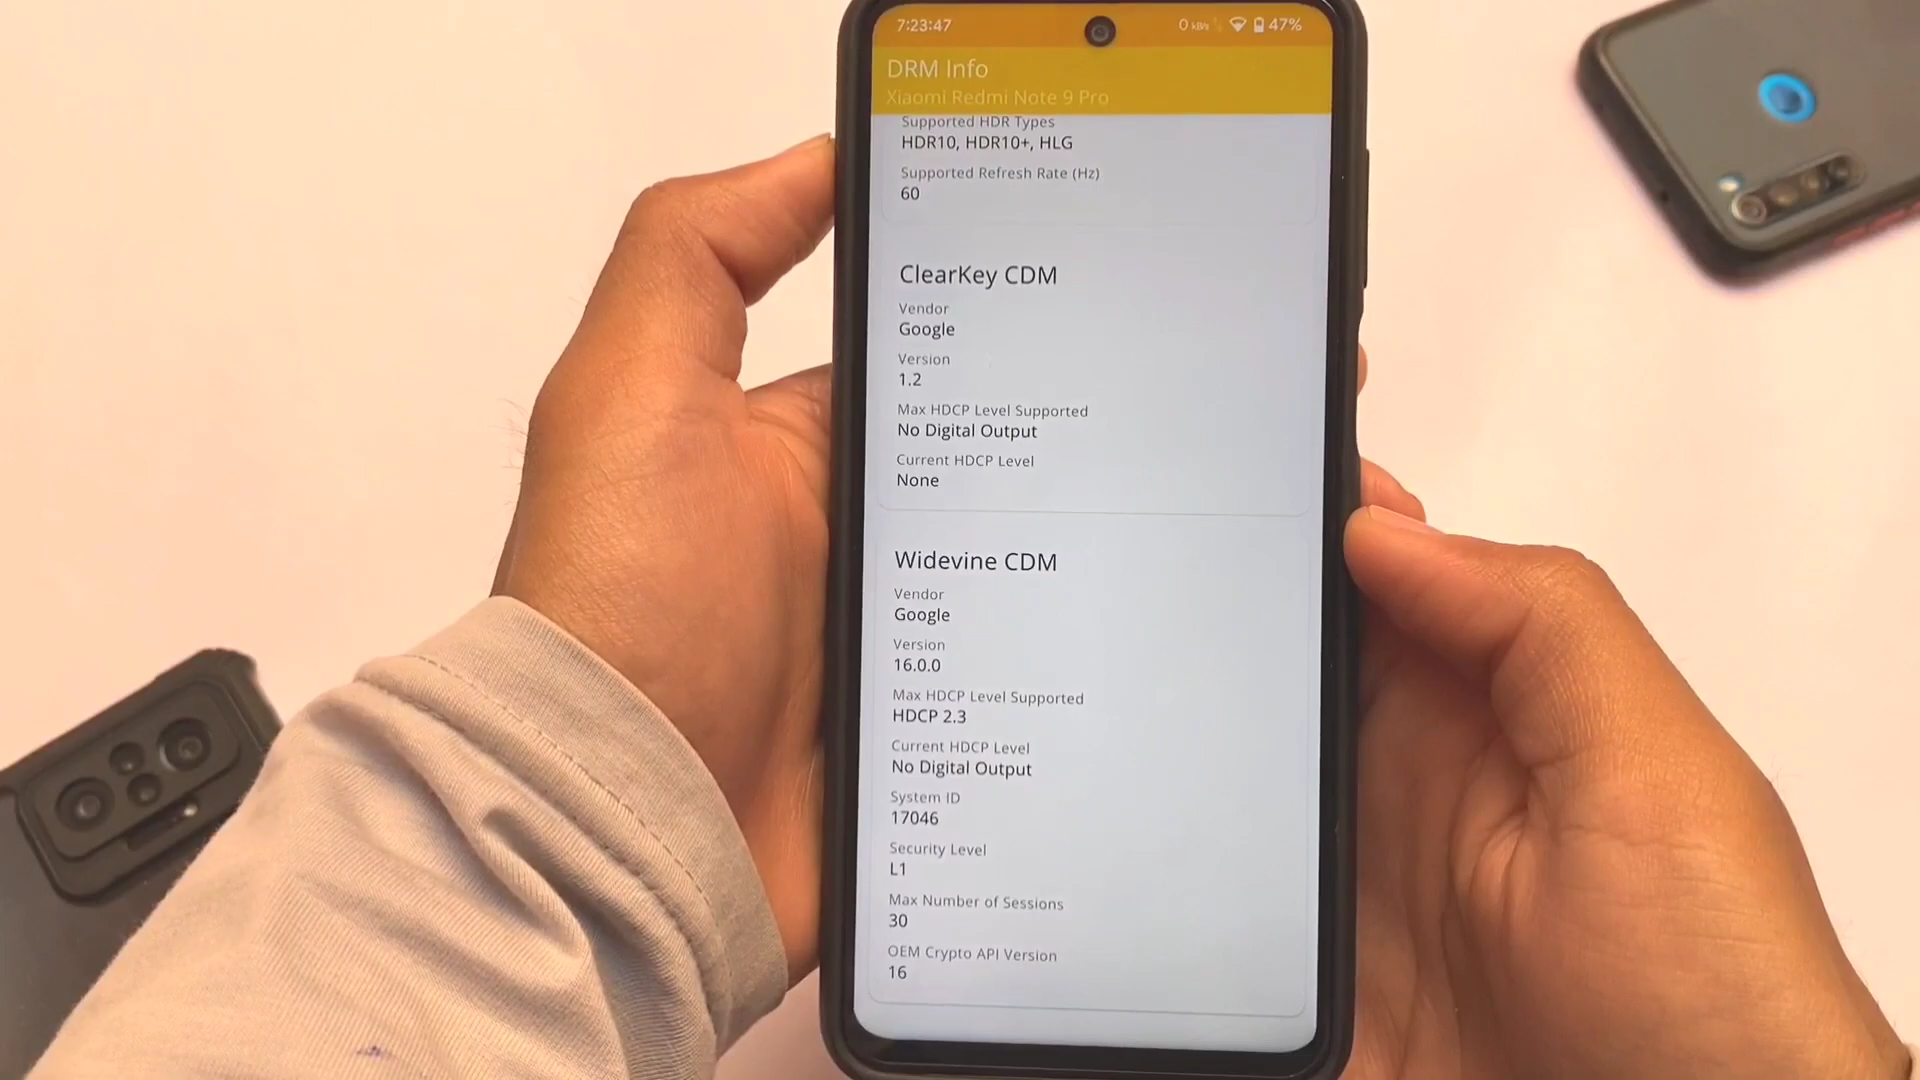 7:23:47
0 kB/s 47%
DRM Info
Xiaomi Redmi Note 9 Pro
Supported HDR Types
HDR10, HDR10+, HLG
Supported Refresh Rate (Hz)
60
ClearKey CDM
Vendor
Google
Version
1.2
Max HDCP Level Supported
No Digital Output
Current HDCP Level
None
Widevine CDM
Vendor
Google
Version
16.0.0
Max HDCP Level Supported
HDCP 2.3
Current HDCP Level
No Digital Output
System ID
17046
Security Level
L1
Max Number of Sessions
30
OEM Crypto API Version
16